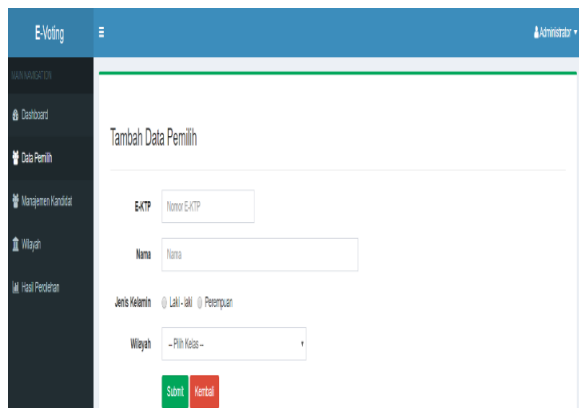 E-Voting
Administrator
MAIN NAVIGATION
Dashboard
Data Pemilih
Manajemen Kandidat
Wilayah
Hasil Perolehan
Tambah Data Pemilih
E-KTP Nomor E-KTP
Nama Nama
Jenis Kelamin Laki - laki Perempuan
Wilayah -- Pilih Kelas --
Submit Kembali